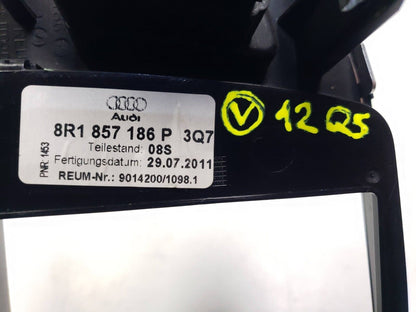 Audi
8R1 857 186 P 3Q7
Teilestand: 08S
Fertigungsdatum: 29.07.2011
REUM-Nr.: 9014200/1098.1
PNR: 1453
V 12 Q5